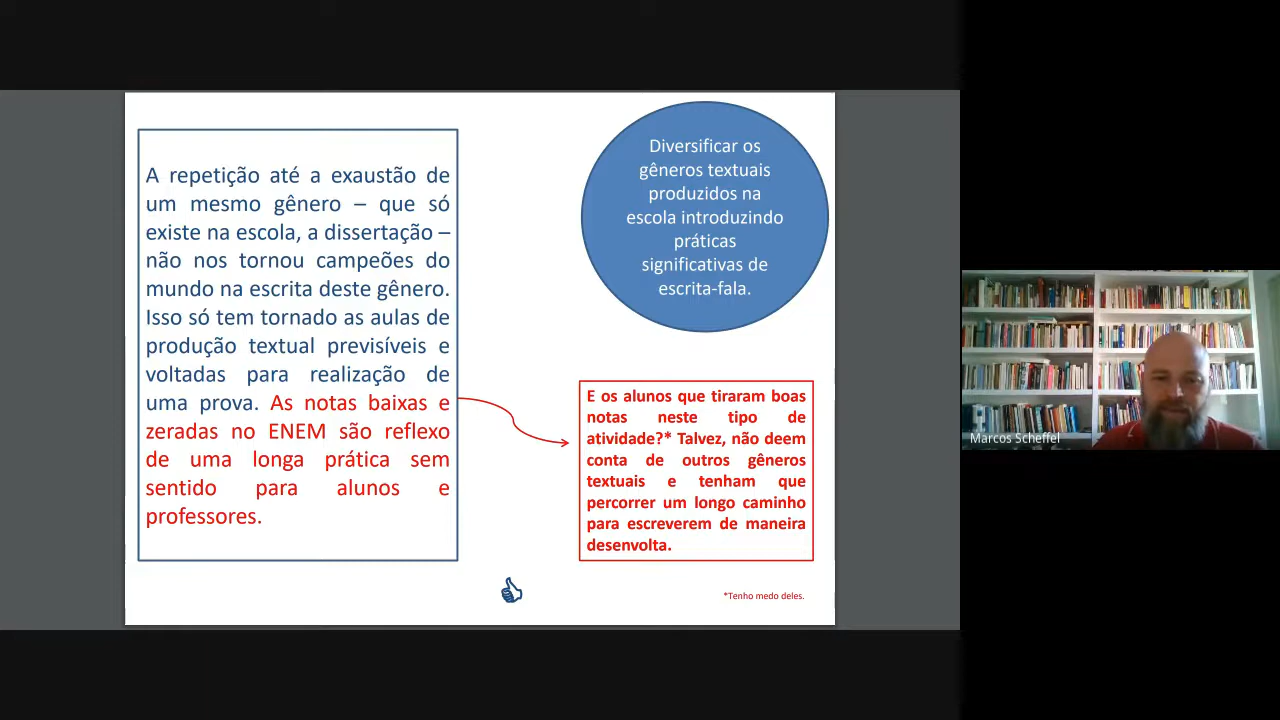 A repetição até a exaustão de
um mesmo gênero – que só
existe na escola, a dissertação –
não nos tornou campeões do
mundo na escrita deste gênero.
Isso só tem tornado as aulas de
produção textual previsíveis e
voltadas para realização de
uma prova. As notas baixas e
zeradas no ENEM são reflexo
de uma longa prática sem
sentido para alunos e
professores.
Diversificar os
gêneros textuais
produzidos na
escola introduzindo
práticas
significativas de
escrita-fala.
E os alunos que tiraram boas
notas neste tipo de
atividade?* Talvez, não deem
conta de outros gêneros
textuais e tenham que
percorrer um longo caminho
para escreverem de maneira
desenvolta.
*Tenho medo deles.
Marcos Scheffel